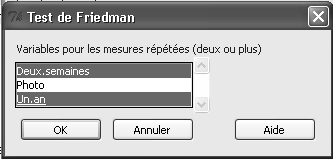 Test de Friedman
Variables pour les mesures répétées (deux ou plus)
Deux.semaines
Photo
Un.an
OK
Annuler
Aide